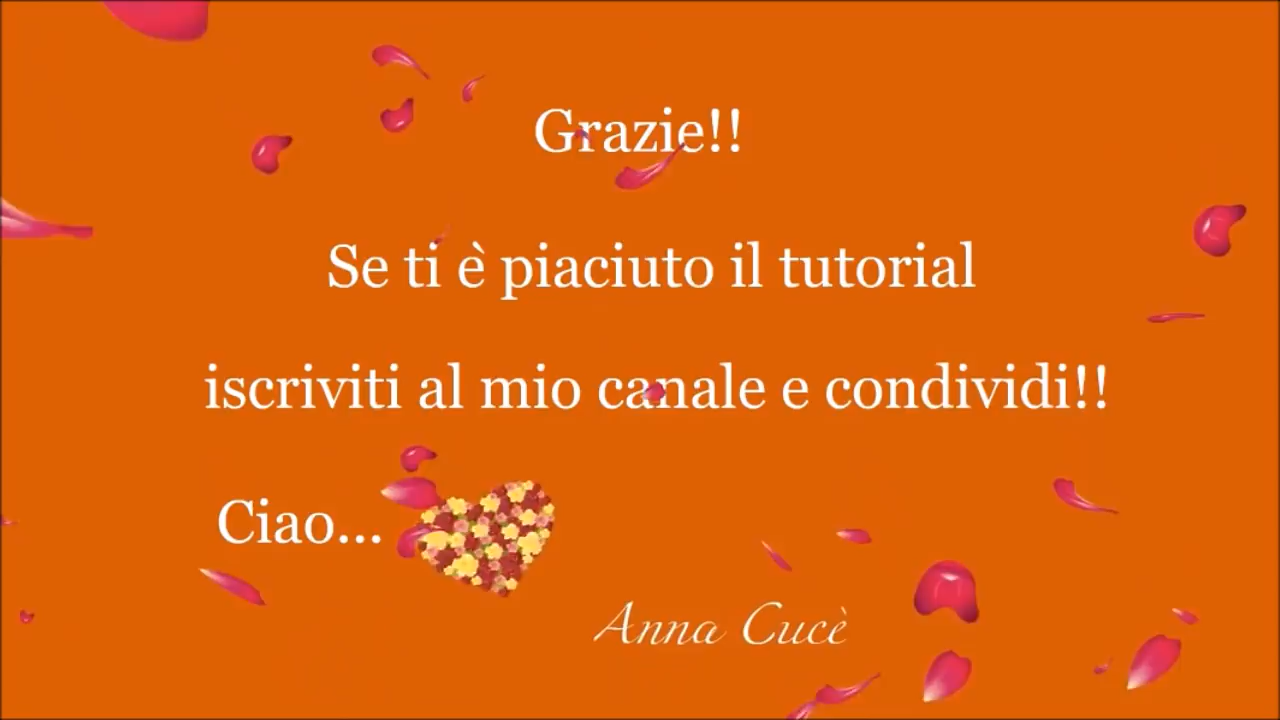 Grazie!!
Se ti è piaciuto il tutorial
iscriviti al mio canale e condividi!!
Ciao...
Anna Cucè